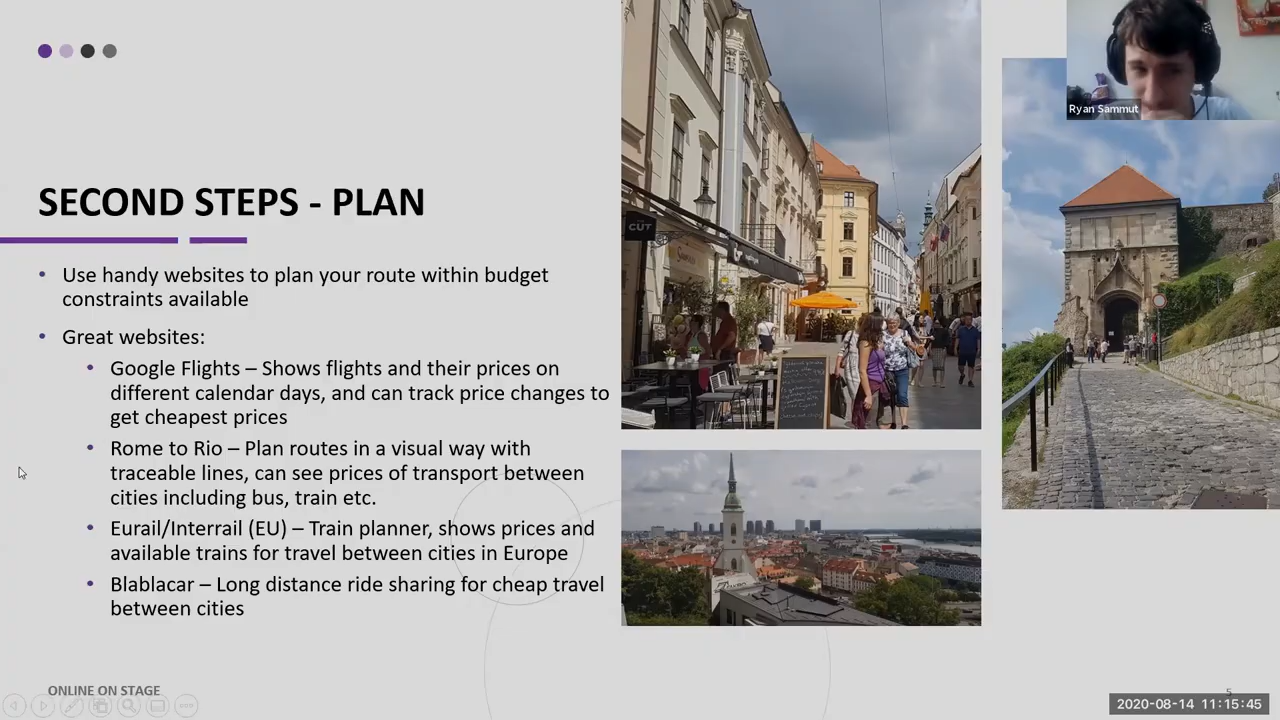 Ryan Sammut
SECOND STEPS - PLAN
• Use handy websites to plan your route within budget
constraints available
• Great websites:
• Google Flights – Shows flights and their prices on
different calendar days, and can track price changes to
get cheapest prices
• Rome to Rio – Plan routes in a visual way with
traceable lines, can see prices of transport between
cities including bus, train etc.
• Eurail/Interrail (EU) – Train planner, shows prices and
available trains for travel between cities in Europe
• Blablacar – Long distance ride sharing for cheap travel
between cities
CUT
ONLINE ON STAGE
5
2020-08-14 11:15:45